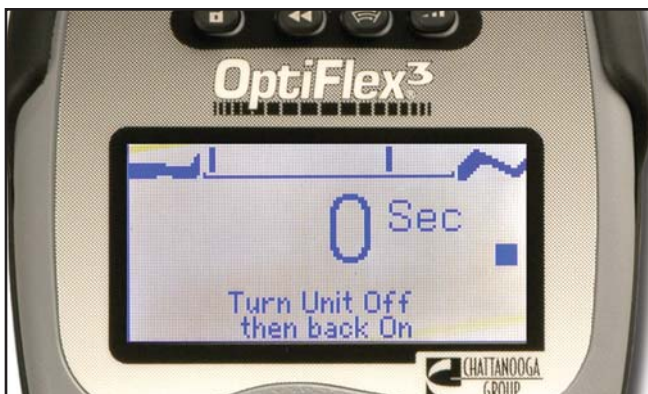 OptiFlex3
0 Sec
Turn Unit Off
then back On
CHATTANOOGA
GROUP